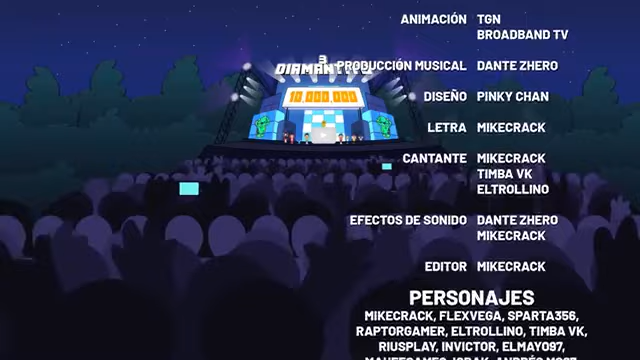 ANIMACIÓN TGN
BROADBAND TV
3
DIAMANTITOS
PRODUCCIÓN MUSICAL DANTE ZHERO
10,000,000
DISEÑO PINKY CHAN
LETRA MIKECRACK
CANTANTE MIKECRACK
TIMBA VK
ELTROLLINO
EFECTOS DE SONIDO DANTE ZHERO
MIKECRACK
EDITOR MIKECRACK
PERSONAJES
MIKECRACK, FLEXVEGA, SPARTA356,
RAPTORGAMER, ELTROLLINO, TIMBA VK,
RIUSPLAY, INVICTOR, ELMAYO97,